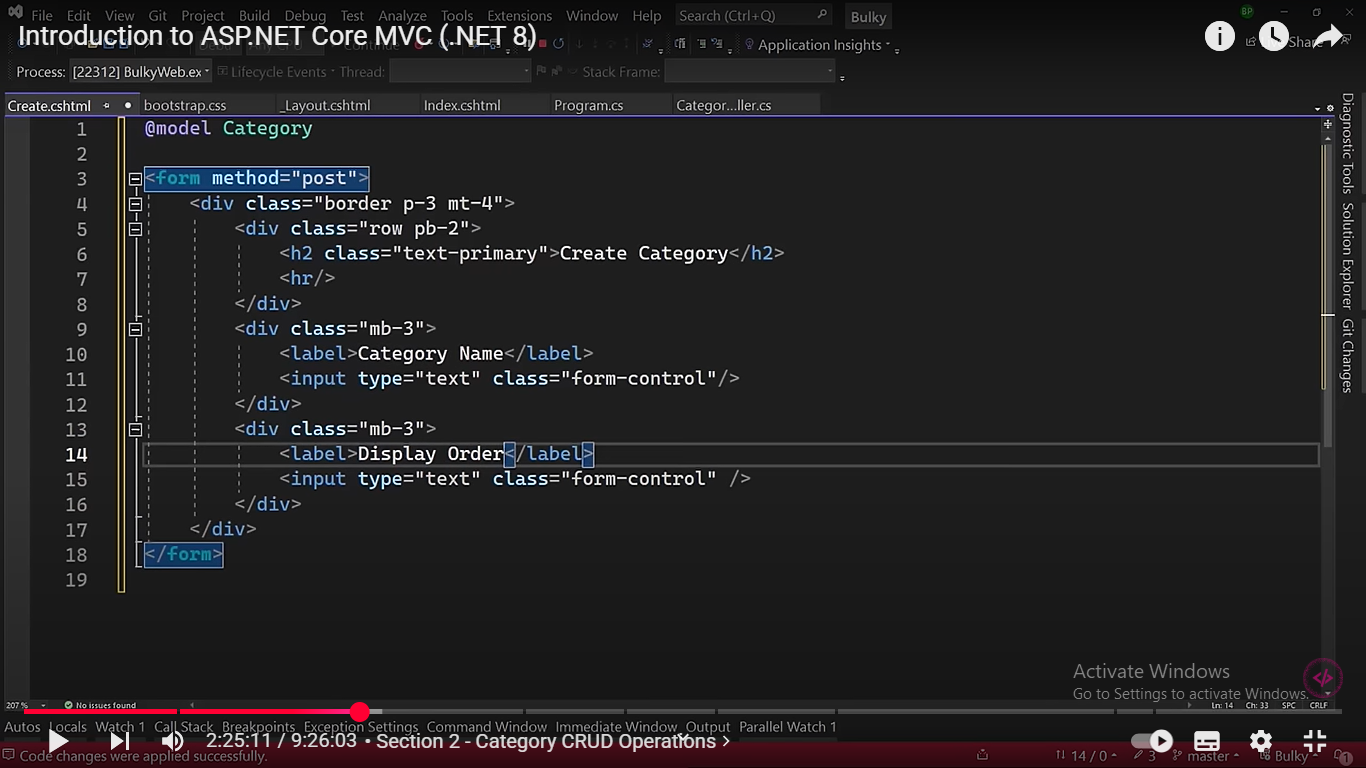 File Edit View Git Project Build Debug Test Analyze Tools Extensions Window Help Search (Ctrl+Q) Bulky BP
Introduction to ASP.NET Core MVC (.NET 8)
Application Insights Share
Process: [22312] BulkyWeb.ex Lifecycle Events Thread: Stack Frame:
Create.cshtml bootstrap.css _Layout.cshtml Index.cshtml Program.cs Categor...ller.cs
1 @model Category
2
3 <form method="post">
4 <div class="border p-3 mt-4">
5 <div class="row pb-2">
6 <h2 class="text-primary">Create Category</h2>
7 <hr/>
8 </div>
9 <div class="mb-3">
10 <label>Category Name</label>
11 <input type="text" class="form-control"/>
12 </div>
13 <div class="mb-3">
14 <label>Display Order</label>
15 <input type="text" class="form-control" />
16 </div>
17 </div>
18 </form>
19
Diagnostic Tools
Solution Explorer
Git Changes
Activate Windows
Go to Settings to activate Windows.
207 % No issues found Ln: 14 Ch: 33 SPC CRLF
Autos Locals Watch 1 Call Stack Breakpoints Exception Settings Command Window Immediate Window Output Parallel Watch 1
2:25:11 / 9:26:03 • Section 2 - Category CRUD Operations >
Code changes were applied successfully. 14 / 0 3 master Bulky 1